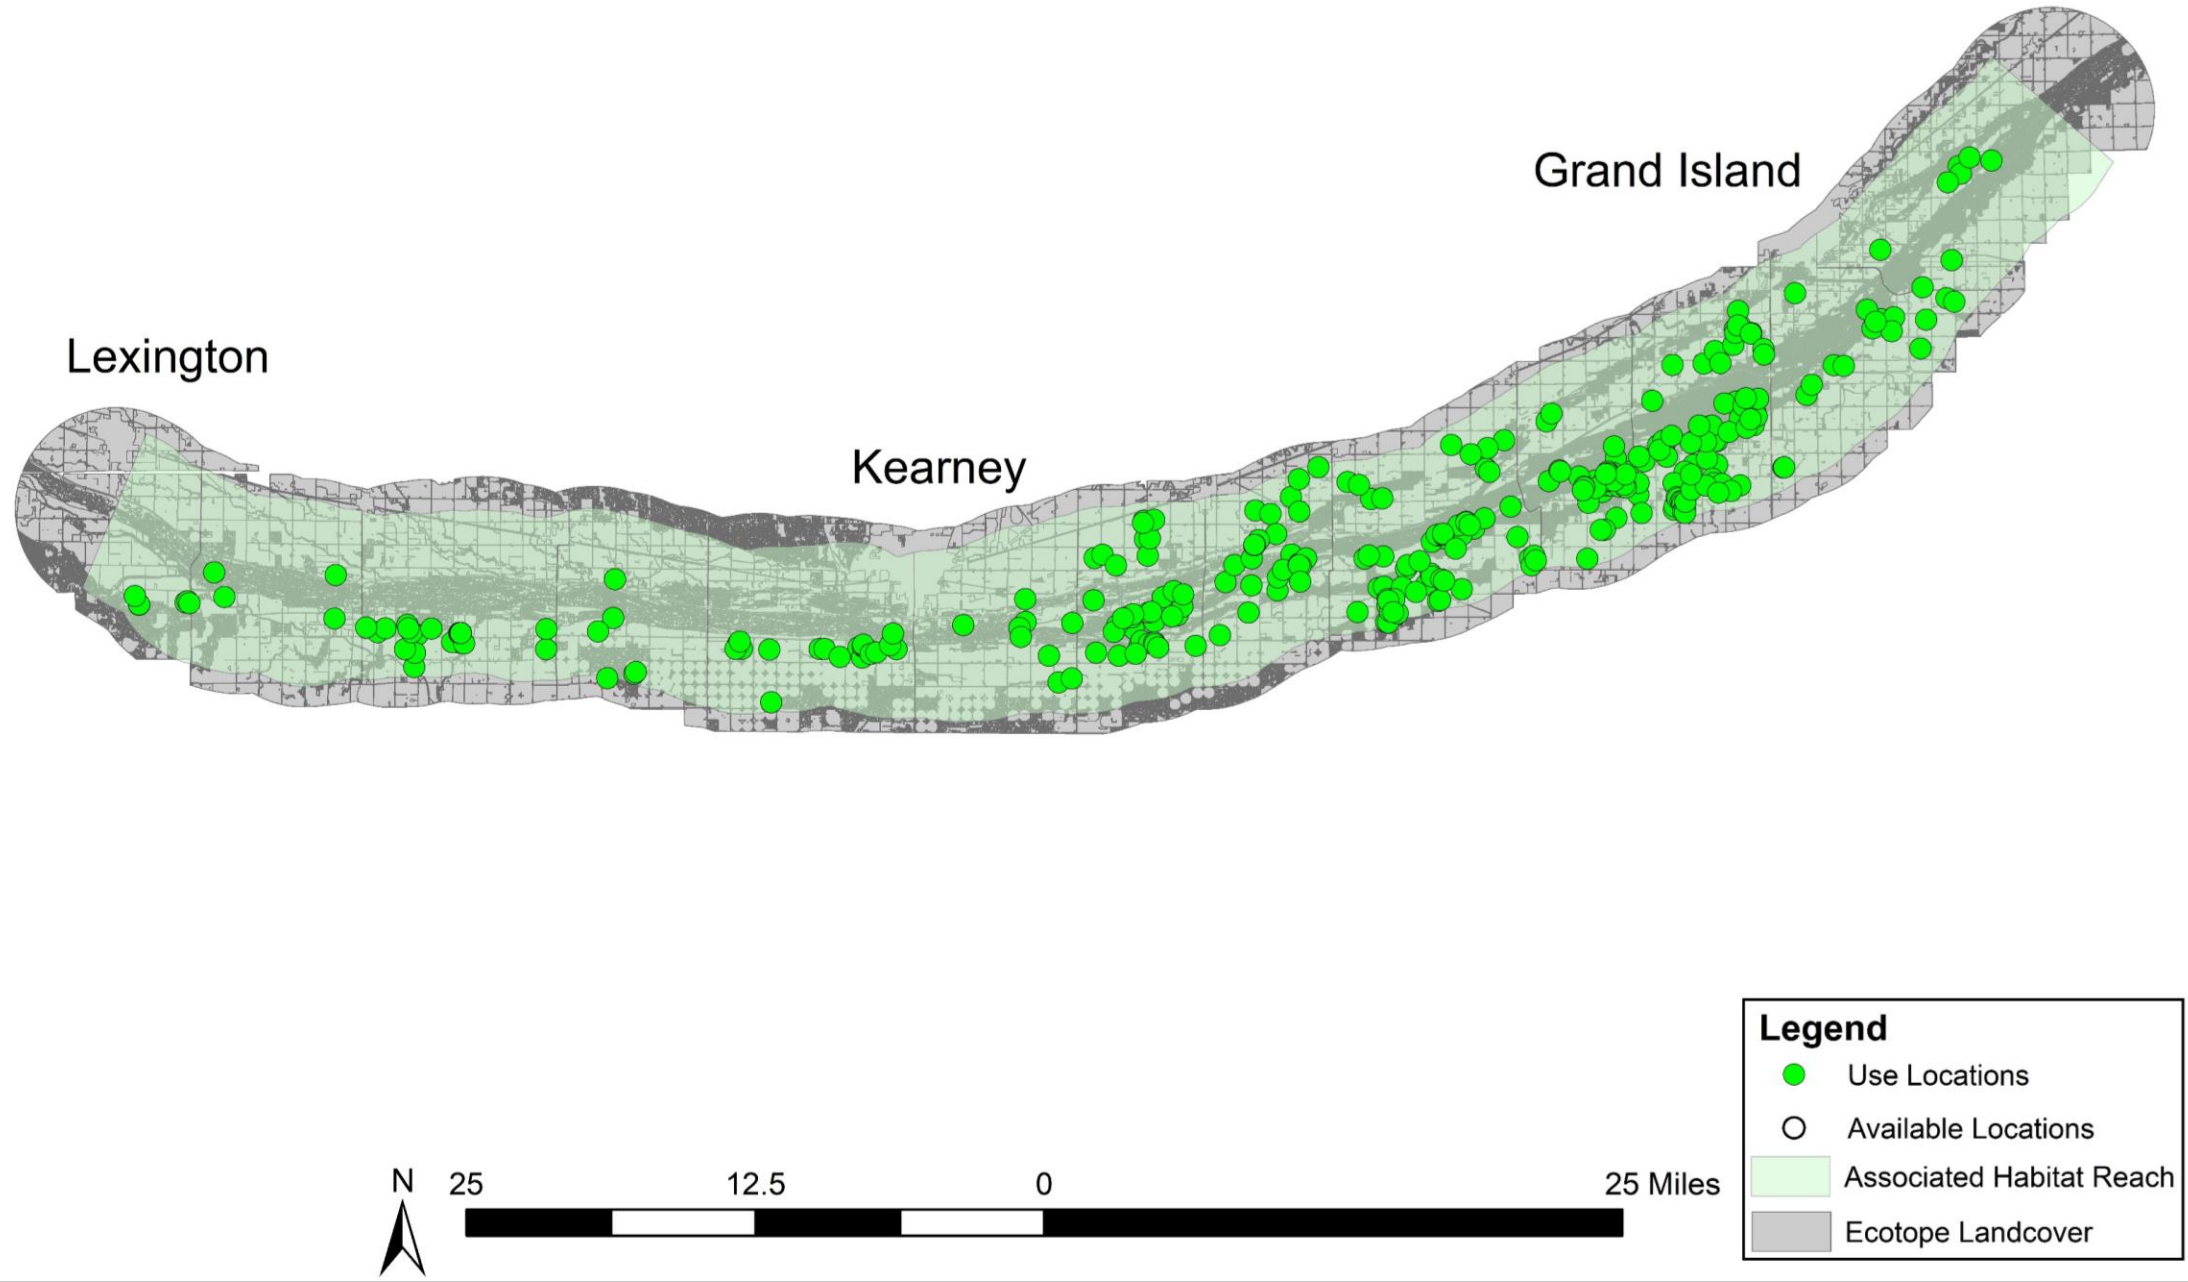 Grand Island
Lexington
Kearney
Legend
Use Locations
Available Locations
Associated Habitat Reach
Ecotope Landcover
N
25 12.5 0 25 Miles